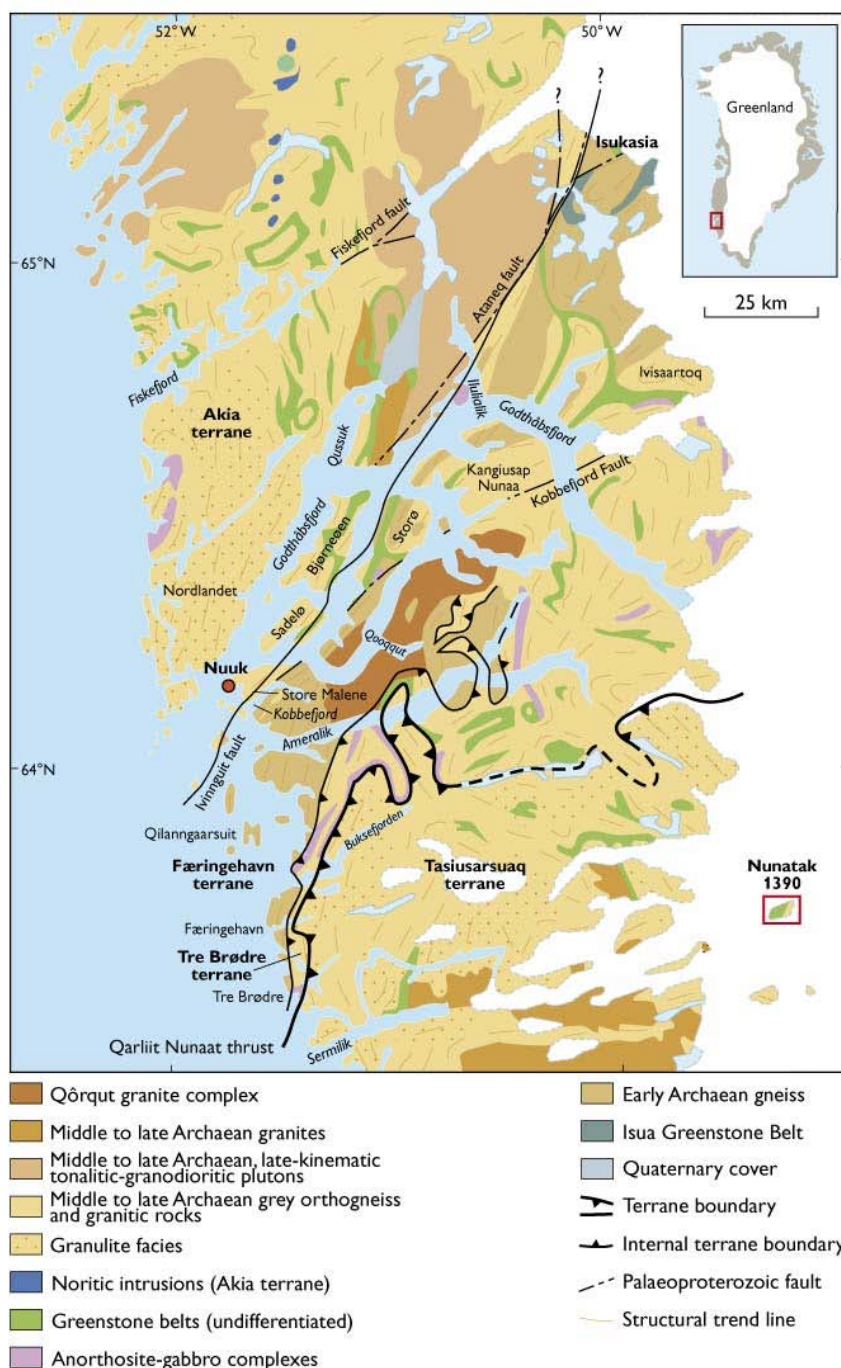 52°W
50°W
?
?
Greenland
Isukasia
Fiskefjord fault
65°N
25 km
Ataneq fault
Ivisaartoq
Fiskefjord
Ilulialik
Akia
terrane
Godthåbsfjord
Qussuk
Kangiusap
Nunaa
Kobbefjord Fault
Storø
Godthåbsfjord
Bjørneøen
Nordlandet
Sadelø
Qooqqut
Nuuk
Store Malene
Kobbefjord
Ameralik
64°N
Ivinnguit fault
Qilanngaarsuit
Buksefjorden
Færingehavn
terrane
Tasiusarsuaq
terrane
Nunatak
1390
Færingehavn
Tre Brødre
terrane
Tre Brødre
Qarliit Nunaat thrust
Sermilik
Qôrqut granite complex
Middle to late Archaean granites
Middle to late Archaean, late-kinematic
tonalitic-granodioritic plutons
Middle to late Archaean grey orthogneiss
and granitic rocks
Granulite facies
Noritic intrusions (Akia terrane)
Greenstone belts (undifferentiated)
Anorthosite-gabbro complexes
Early Archaean gneiss
Isua Greenstone Belt
Quaternary cover
Terrane boundary
Internal terrane boundary
Palaeoproterozoic fault
Structural trend line